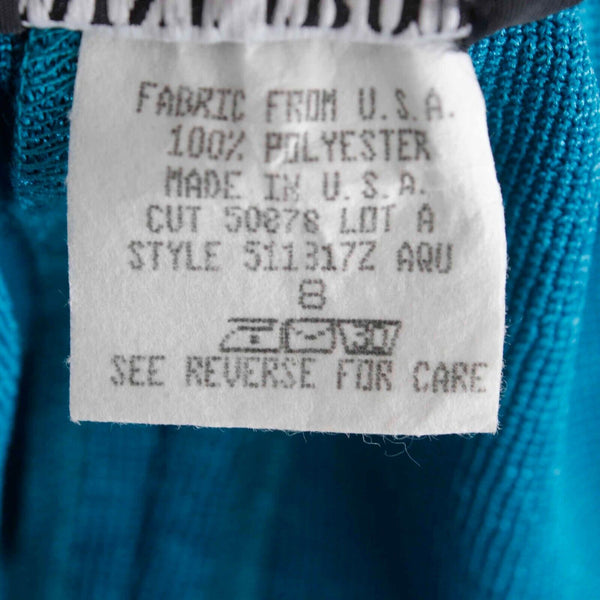 FABRIC FROM U.S.A.
100% POLYESTER
MADE IN U.S.A.
CUT 50878 LOT A
STYLE 511317Z AQU
8
SEE REVERSE FOR CARE